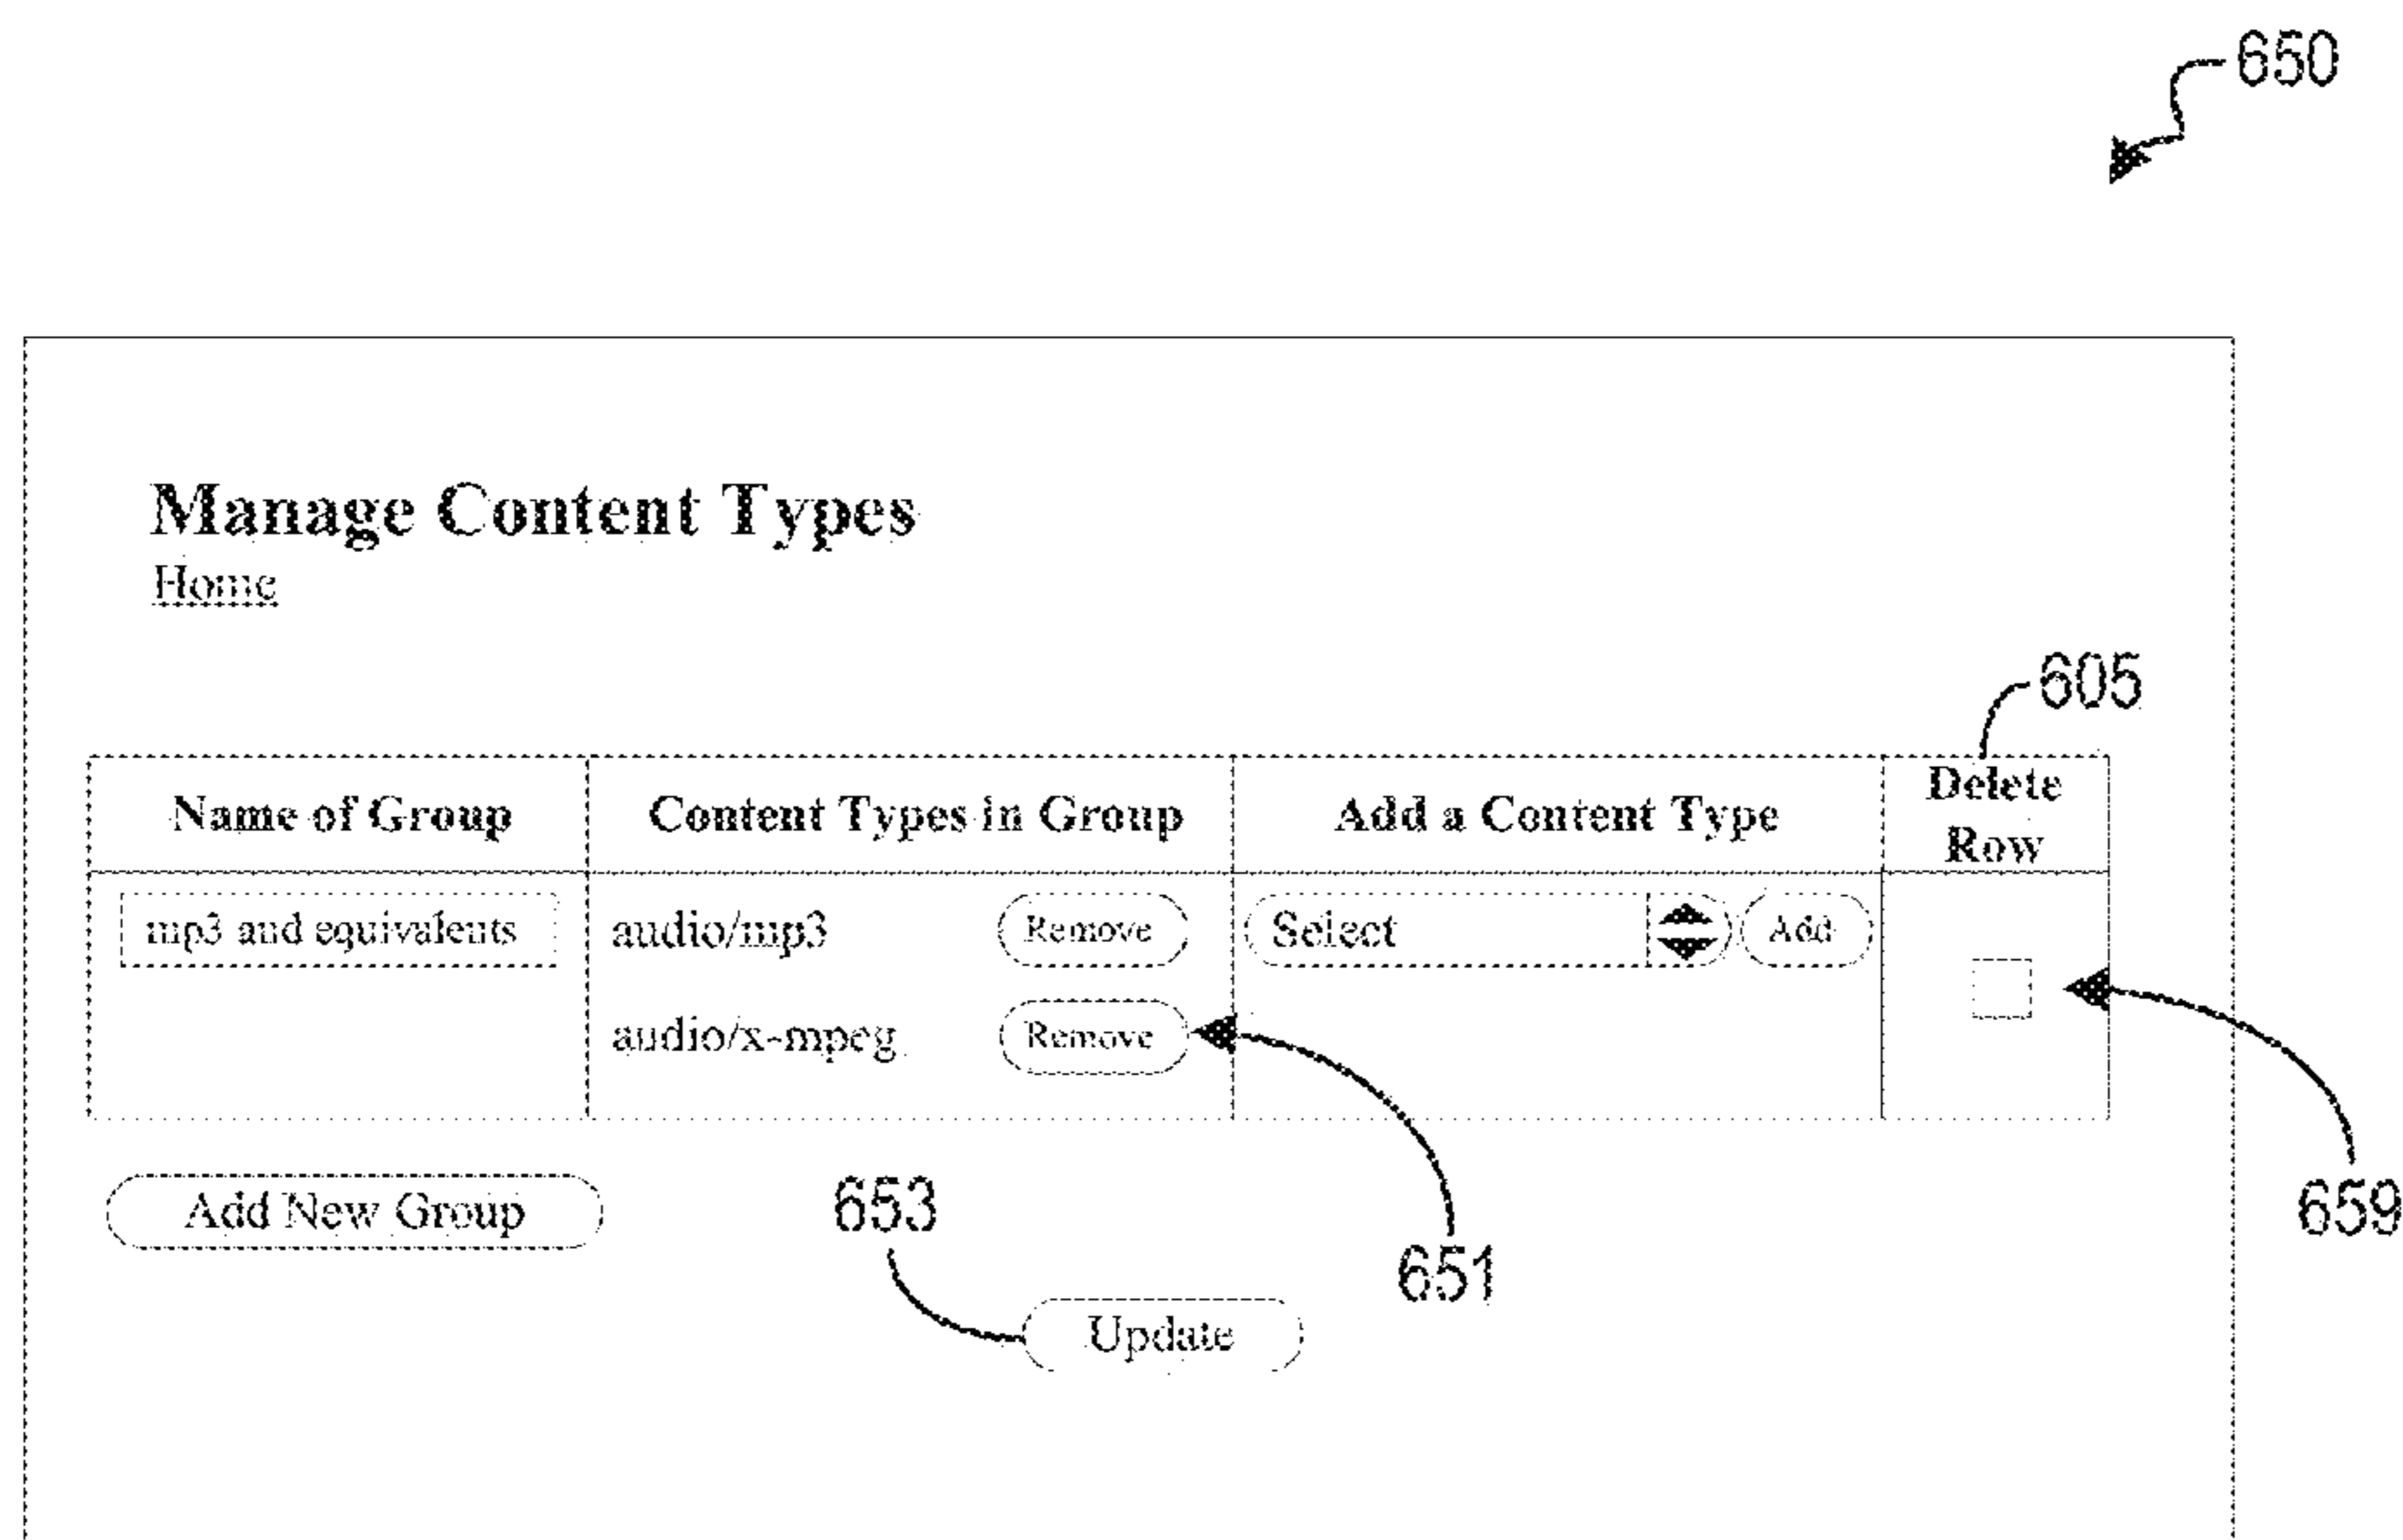 650
Manage Content Types
Home
605
Name of Group Content Types in Group Add a Content Type Delete Row
mp3 and equivalents audio/mp3 Remove Select Add
audio/x-mpeg Remove
Add New Group 653 651 659
Update